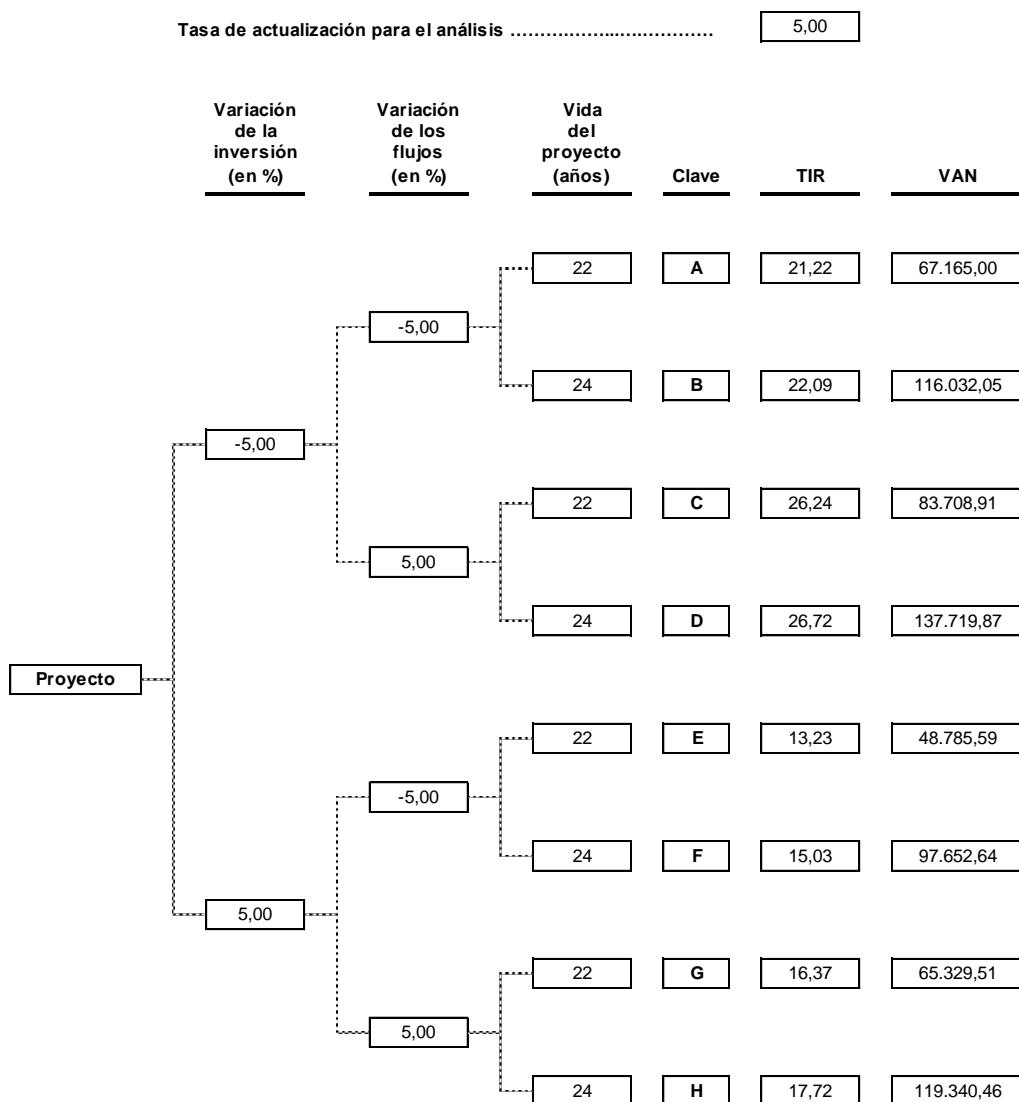 Tasa de actualización para el análisis ……….……...….………… 5,00
Variación Variación Vida
de la de los del
inversión flujos proyecto
(en %) (en %) (años) Clave TIR VAN
22 A 21,22 67.165,00
-5,00
24 B 22,09 116.032,05
-5,00
22 C 26,24 83.708,91
5,00
24 D 26,72 137.719,87
Proyecto
22 E 13,23 48.785,59
-5,00
24 F 15,03 97.652,64
5,00
22 G 16,37 65.329,51
5,00
24 H 17,72 119.340,46